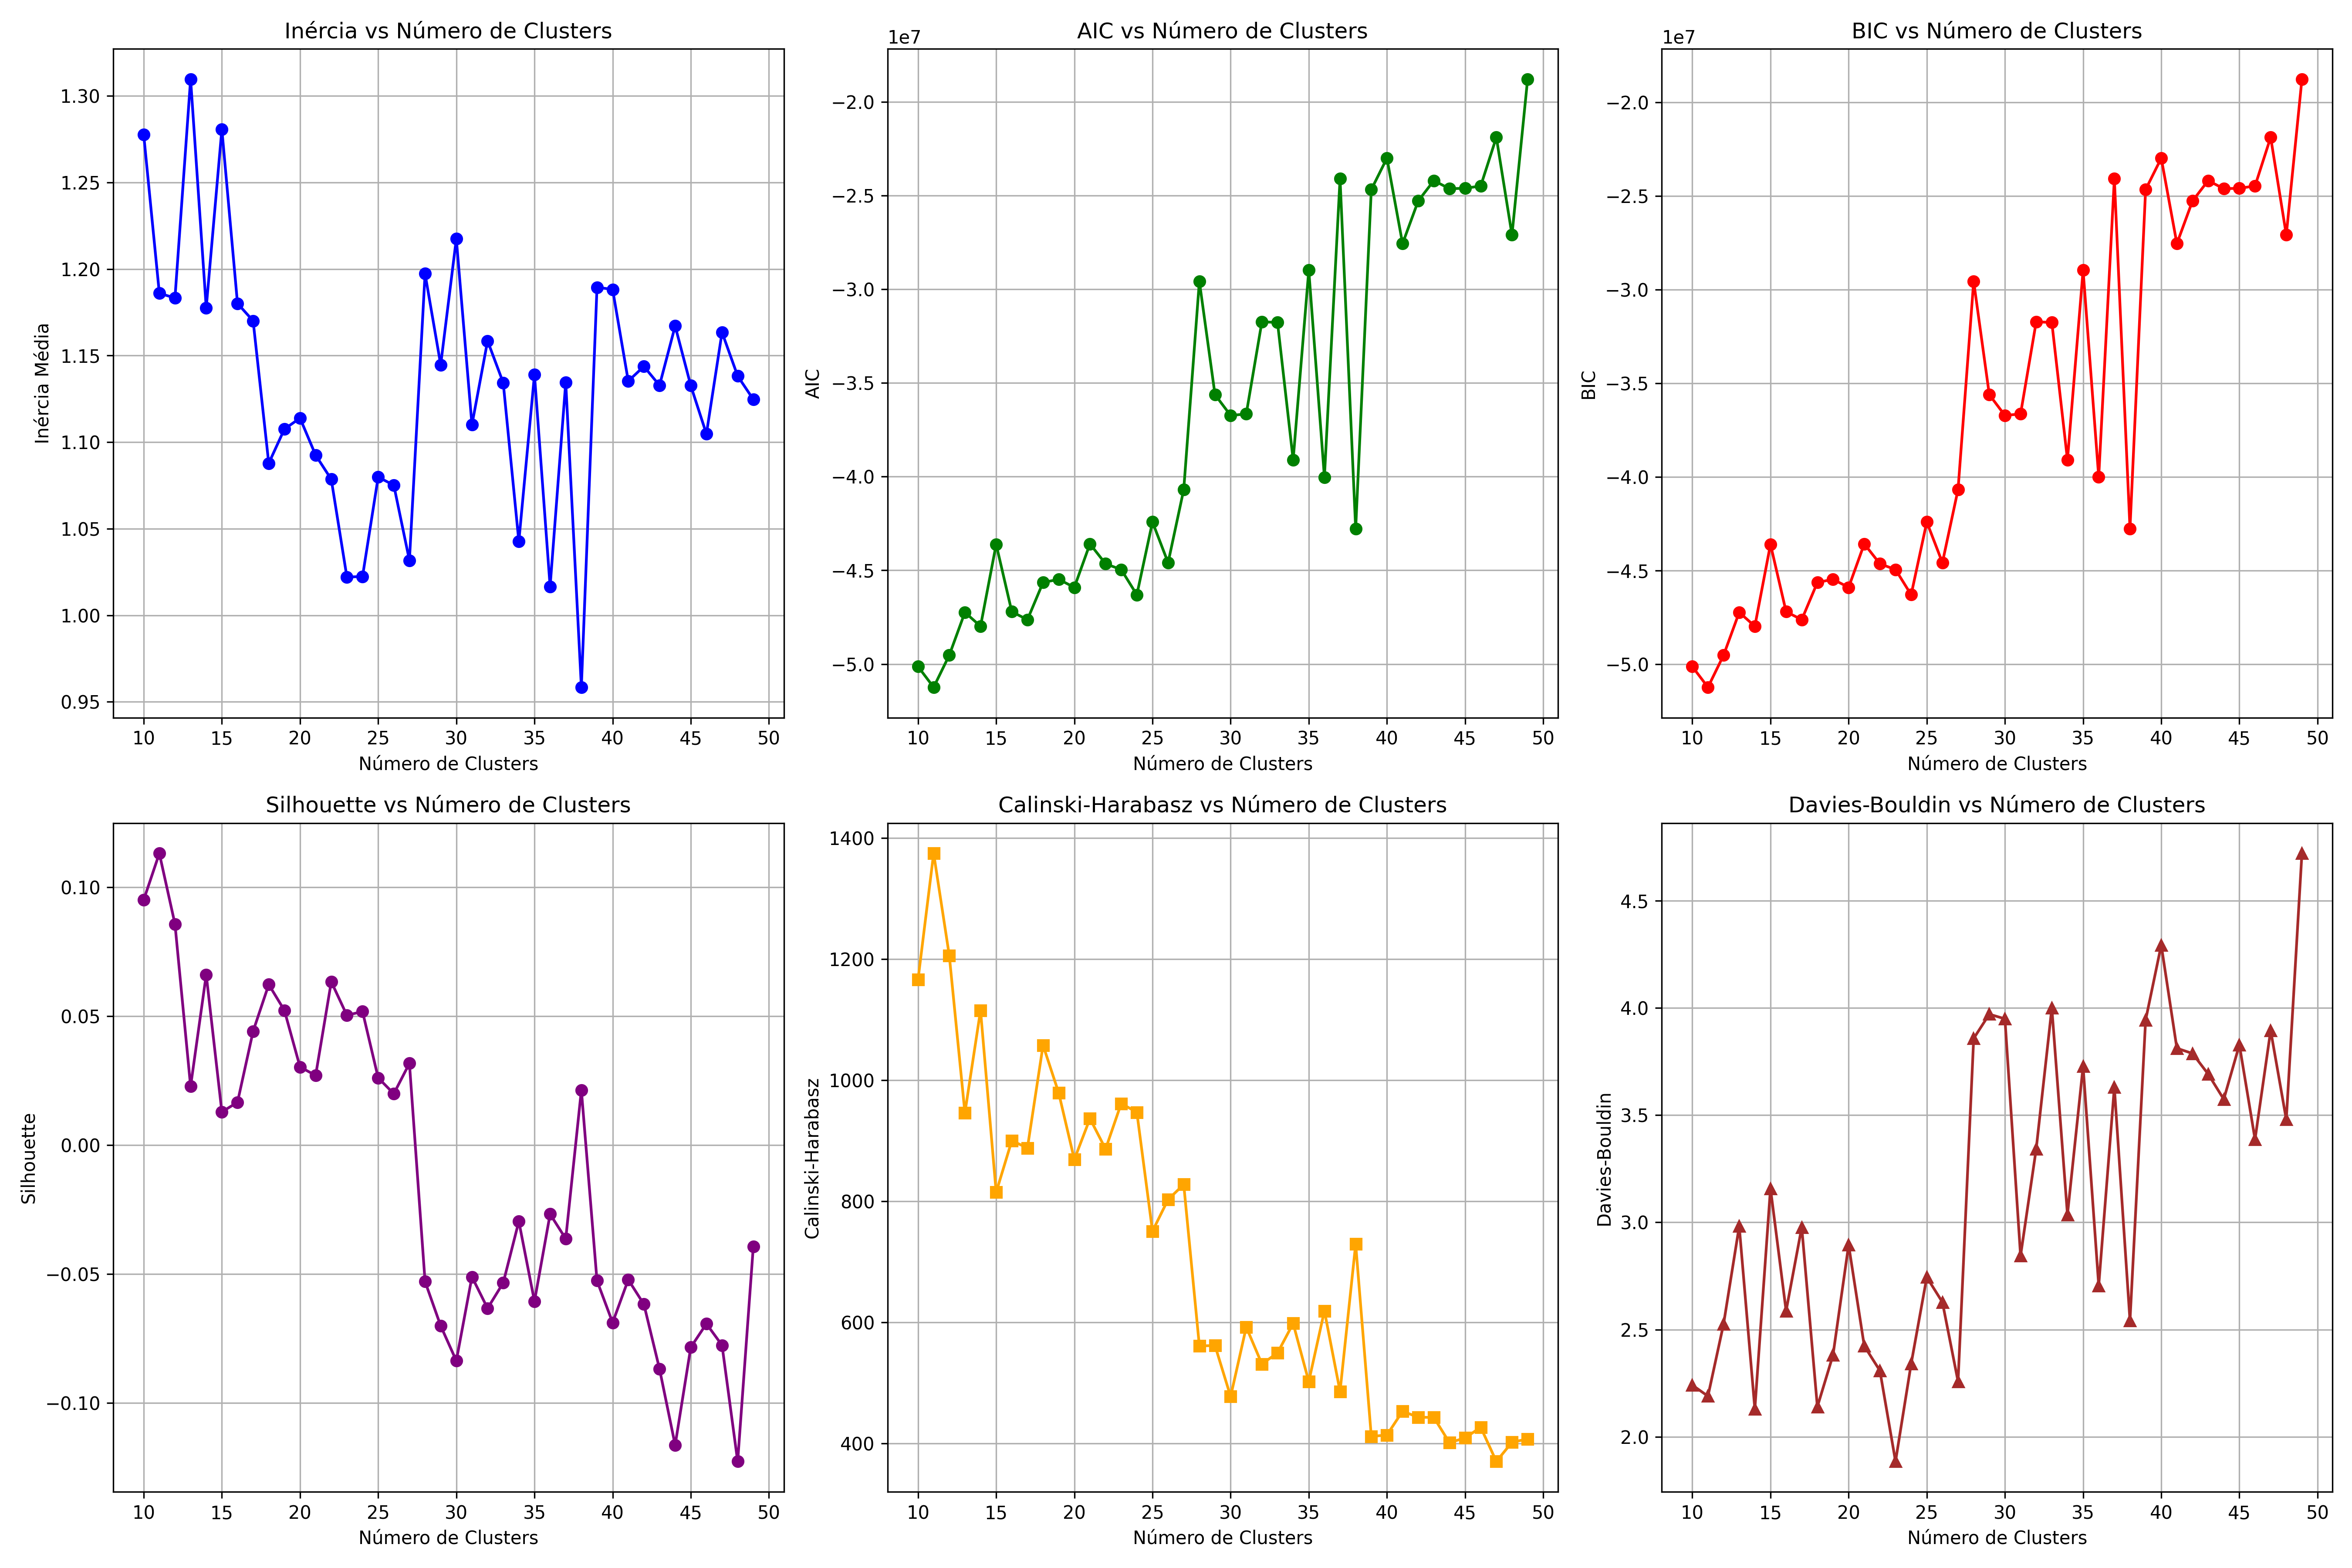 Inércia vs Número de Clusters
1.30
1.25
1.20
1.15
1.10
1.05
1.00
0.95
Inércia Média
10 15 20 25 30 35 40 45 50
Número de Clusters
AIC vs Número de Clusters
1e7
−2.0
−2.5
−3.0
−3.5
−4.0
−4.5
−5.0
AIC
10 15 20 25 30 35 40 45 50
Número de Clusters
BIC vs Número de Clusters
1e7
−2.0
−2.5
−3.0
−3.5
−4.0
−4.5
−5.0
BIC
10 15 20 25 30 35 40 45 50
Número de Clusters
Silhouette vs Número de Clusters
0.10
0.05
0.00
−0.05
−0.10
Silhouette
10 15 20 25 30 35 40 45 50
Número de Clusters
Calinski-Harabasz vs Número de Clusters
1400
1200
1000
800
600
400
Calinski-Harabasz
10 15 20 25 30 35 40 45 50
Número de Clusters
Davies-Bouldin vs Número de Clusters
4.5
4.0
3.5
3.0
2.5
2.0
Davies-Bouldin
10 15 20 25 30 35 40 45 50
Número de Clusters